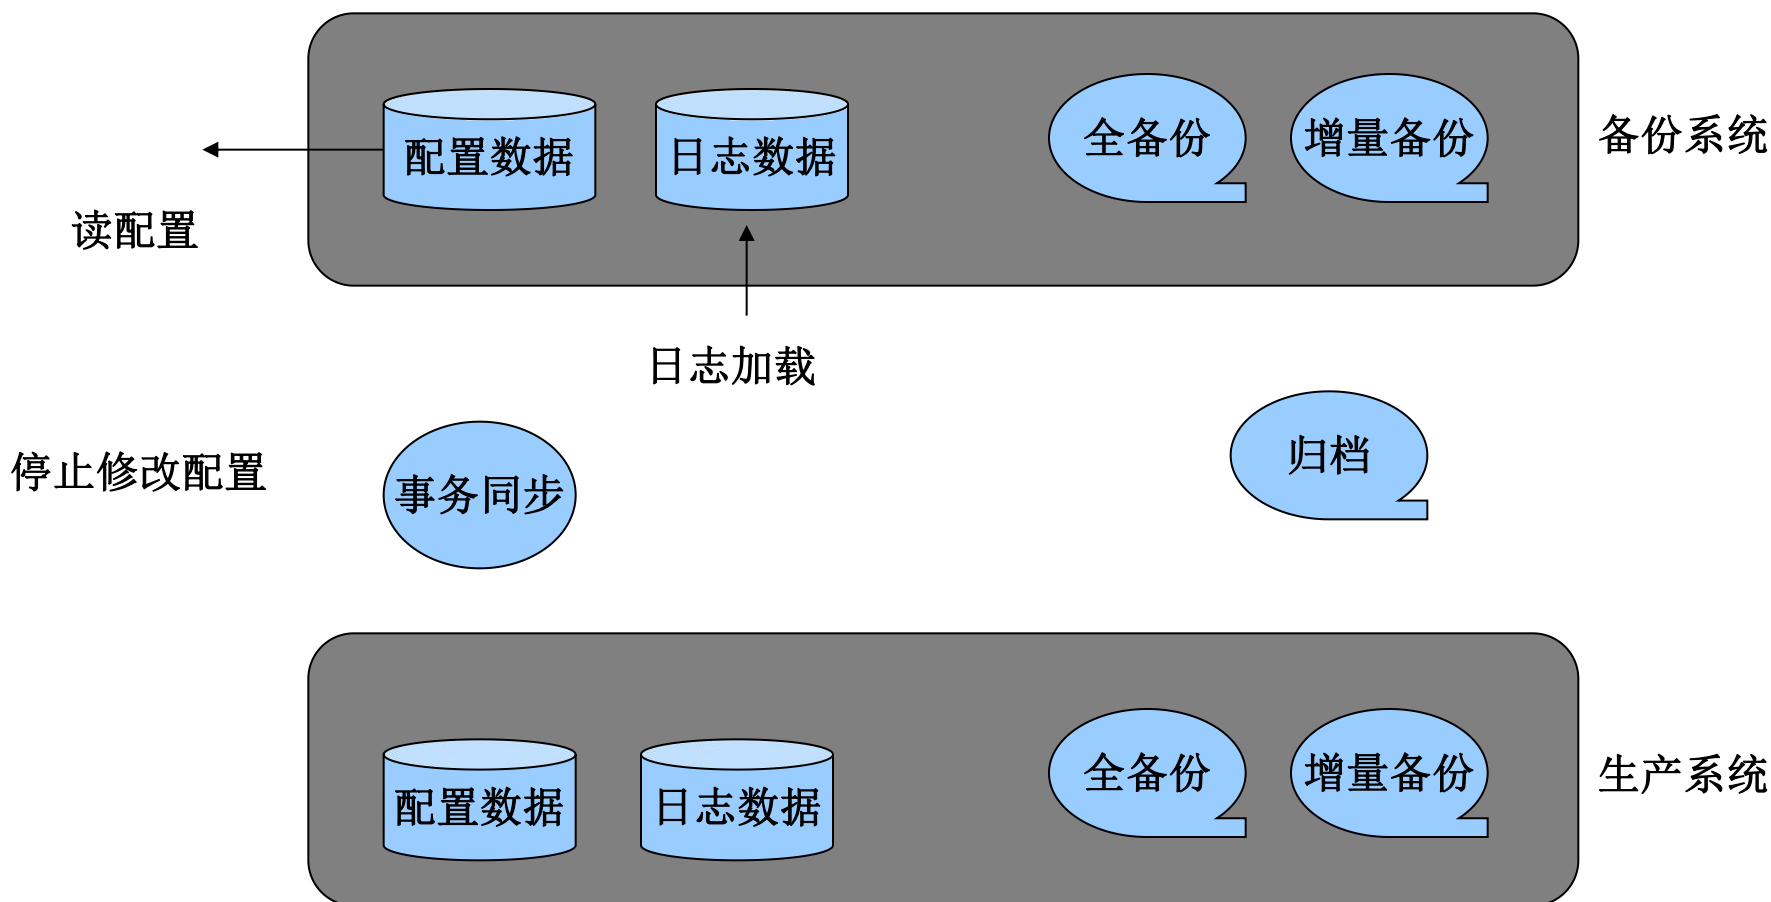 配置数据
日志数据
全备份
增量备份
备份系统
读配置
日志加载
停止修改配置
事务同步
归档
配置数据
日志数据
全备份
增量备份
生产系统